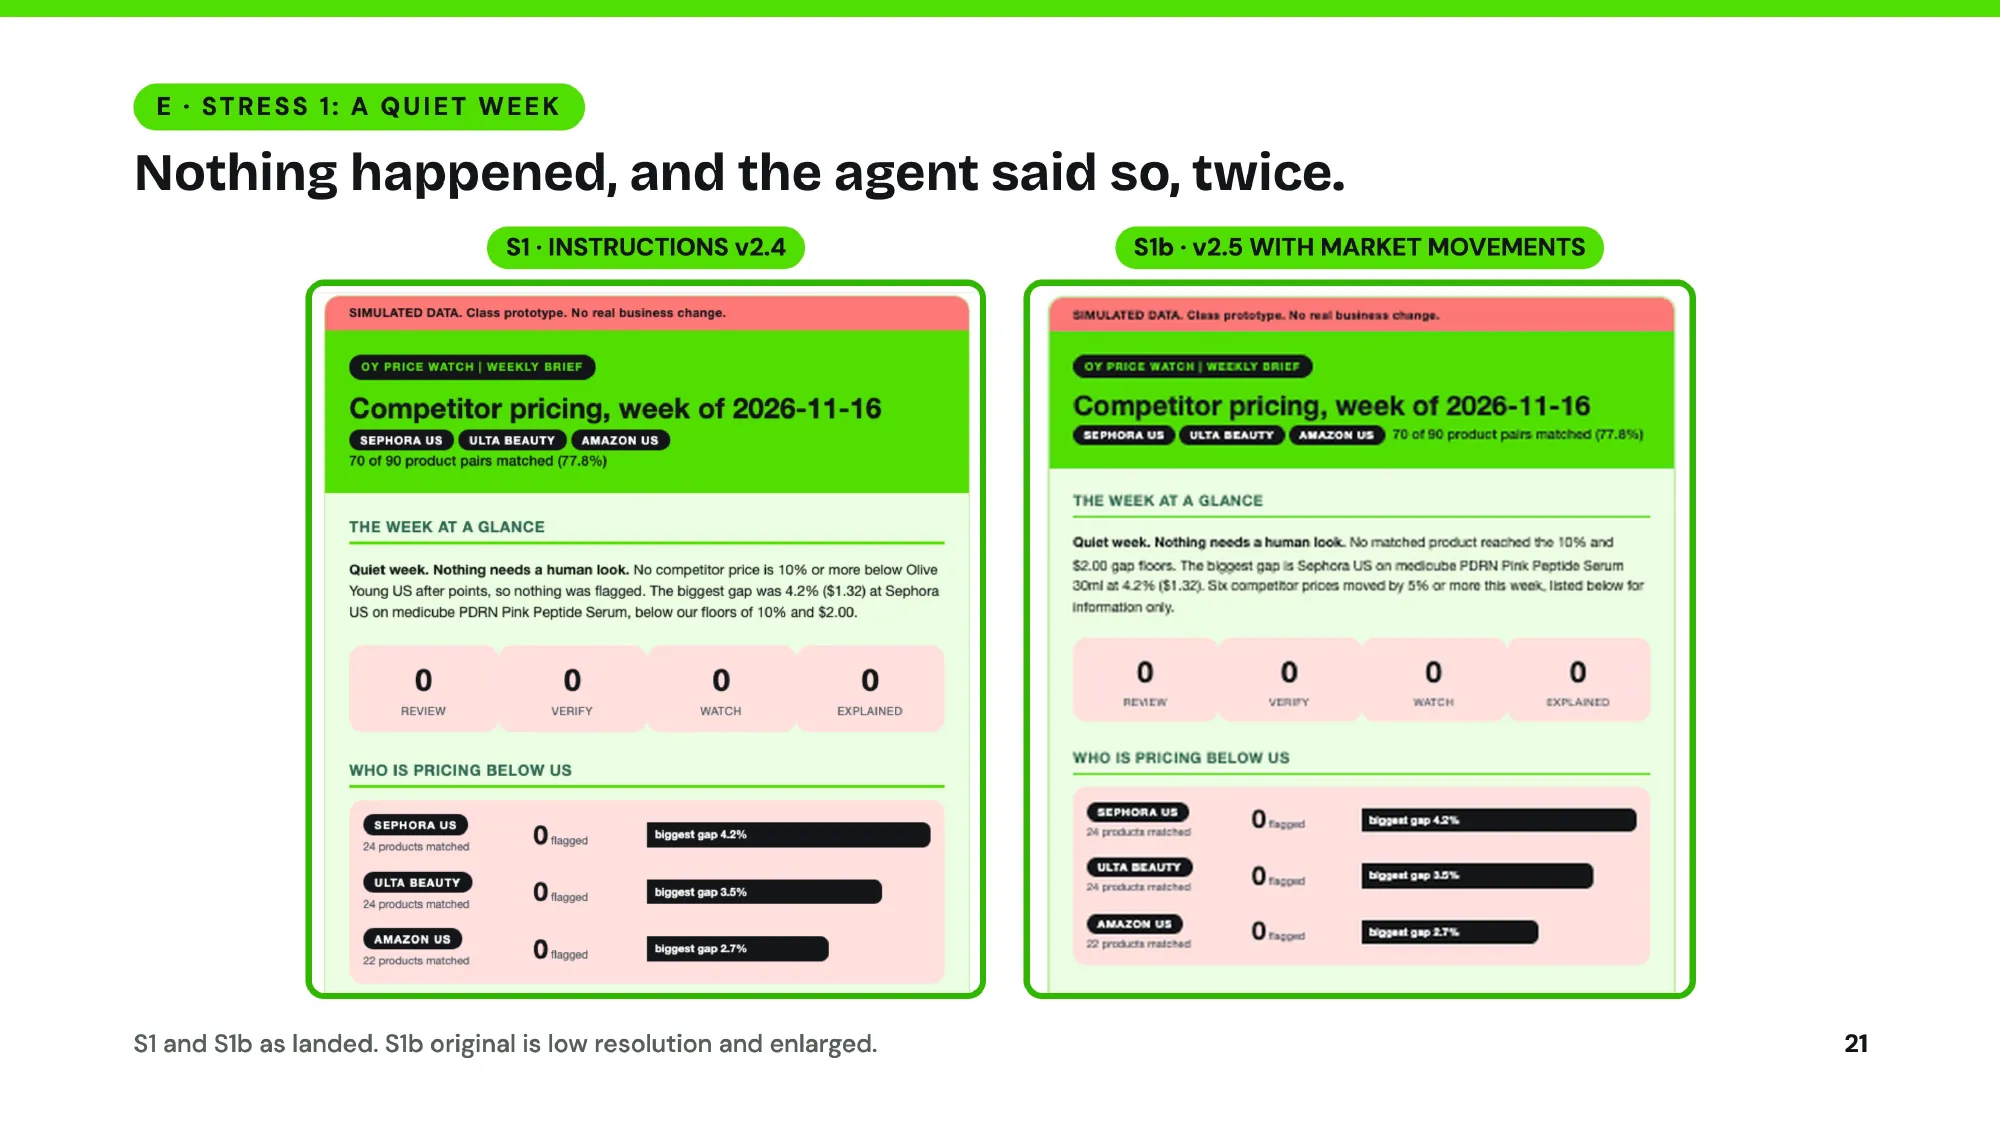 E · STRESS 1: A QUIET WEEK
Nothing happened, and the agent said so, twice.
S1 · INSTRUCTIONS v2.4
SIMULATED DATA. Class prototype. No real business change.
OY PRICE WATCH | WEEKLY BRIEF
Competitor pricing, week of 2026-11-16
SEPHORA US ULTA BEAUTY AMAZON US
70 of 90 product pairs matched (77.8%)
THE WEEK AT A GLANCE
Quiet week. Nothing needs a human look. No competitor price is 10% or more below Olive
Young US after points, so nothing was flagged. The biggest gap was 4.2% ($1.32) at Sephora
US on medicube PDRN Pink Peptide Serum, below our floors of 10% and $2.00.
0 0 0 0
REVIEW VERIFY WATCH EXPLAINED
WHO IS PRICING BELOW US
SEPHORA US
24 products matched
0 flagged
biggest gap 4.2%
ULTA BEAUTY
24 products matched
0 flagged
biggest gap 3.5%
AMAZON US
22 products matched
0 flagged
biggest gap 2.7%
S1b · v2.5 WITH MARKET MOVEMENTS
SIMULATED DATA. Class prototype. No real business change.
OY PRICE WATCH | WEEKLY BRIEF
Competitor pricing, week of 2026-11-16
SEPHORA US ULTA BEAUTY AMAZON US 70 of 90 product pairs matched (77.8%)
THE WEEK AT A GLANCE
Quiet week. Nothing needs a human look. No matched product reached the 10% and
$2.00 gap floors. The biggest gap is Sephora US on medicube PDRN Pink Peptide Serum
30ml at 4.2% ($1.32). Six competitor prices moved by 5% or more this week, listed below for
information only.
0 0 0 0
REVIEW VERIFY WATCH EXPLAINED
WHO IS PRICING BELOW US
SEPHORA US
24 products matched
0 flagged
biggest gap 4.2%
ULTA BEAUTY
24 products matched
0 flagged
biggest gap 3.5%
AMAZON US
22 products matched
0 flagged
biggest gap 2.7%
S1 and S1b as landed. S1b original is low resolution and enlarged.
21